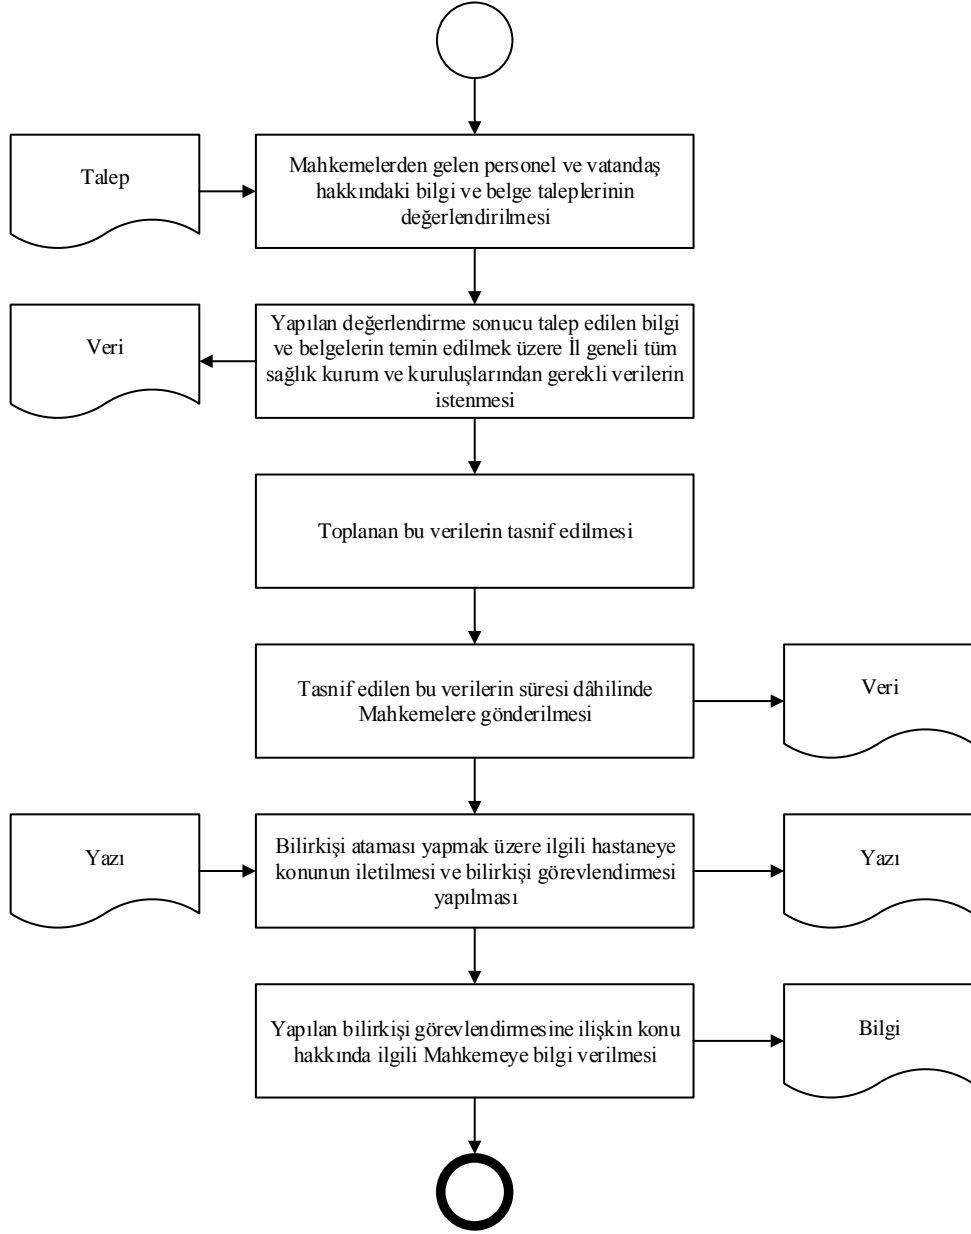 Talep
Mahkemelerden gelen personel ve vatandaş
hakkındaki bilgi ve belge taleplerinin
değerlendirilmesi
Veri
Yapılan değerlendirme sonucu talep edilen bilgi
ve belgelerin temin edilmek üzere İl geneli tüm
sağlık kurum ve kuruluşlarından gerekli verilerin
istenmesi
Toplanan bu verilerin tasnif edilmesi
Tasnif edilen bu verilerin süresi dâhilinde
Mahkemelere gönderilmesi
Veri
Yazı
Bilirkişi ataması yapmak üzere ilgili hastaneye
konunun iletilmesi ve bilirkişi görevlendirmesi
yapılması
Yazı
Yapılan bilirkişi görevlendirmesine ilişkin konu
hakkında ilgili Mahkemeye bilgi verilmesi
Bilgi